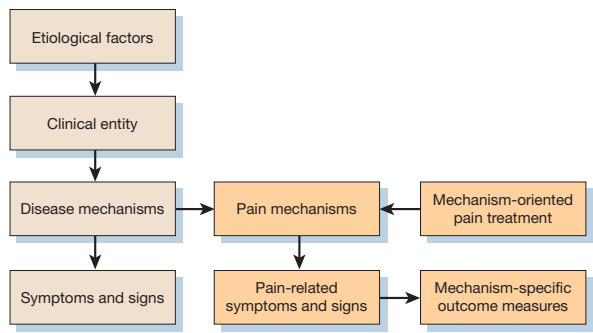 Etiological factors
Clinical entity
Disease mechanisms
Pain mechanisms
Mechanism-oriented
pain treatment
Symptoms and signs
Pain-related
symptoms and signs
Mechanism-specific
outcome measures